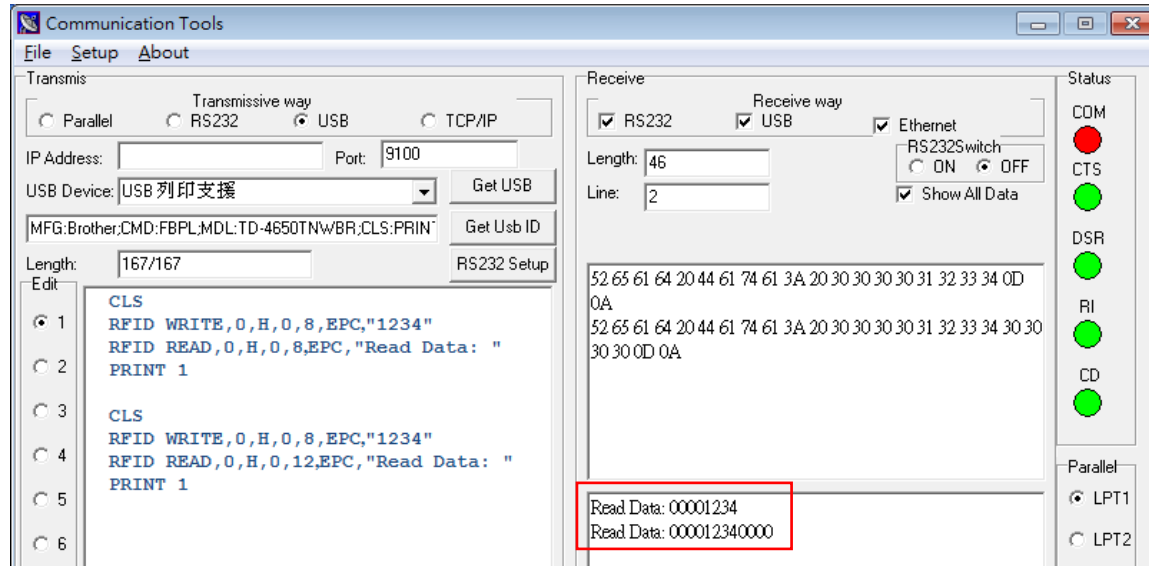 Communication Tools
File Setup About
Transmis
Transmissive way
Parallel RS232 USB TCP/IP
IP Address: Port: 9100
USB Device: USB 列印支援 Get USB
MFG:Brother;CMD:FBPL;MDL:TD-4650TNWBR;CLS:PRIN Get Usb ID
Length: 167/167 RS232 Setup
Edit
1
2
3
4
5
6
CLS
RFID WRITE,0,H,0,8,EPC,"1234"
RFID READ,0,H,0,8,EPC,"Read Data: "
PRINT 1
CLS
RFID WRITE,0,H,0,8,EPC,"1234"
RFID READ,0,H,0,12,EPC,"Read Data: "
PRINT 1
Receive
Receive way
RS232 USB Ethernet
Length: 46
RS232Switch
ON OFF
Line: 2
Show All Data
52 65 61 64 20 44 61 74 61 3A 20 30 30 30 30 31 32 33 34 0D
0A
52 65 61 64 20 44 61 74 61 3A 20 30 30 30 30 31 32 33 34 30 30
30 30 0D 0A
Read Data: 00001234
Read Data: 000012340000
Status
COM
CTS
DSR
RI
CD
Parallel
LPT1
LPT2